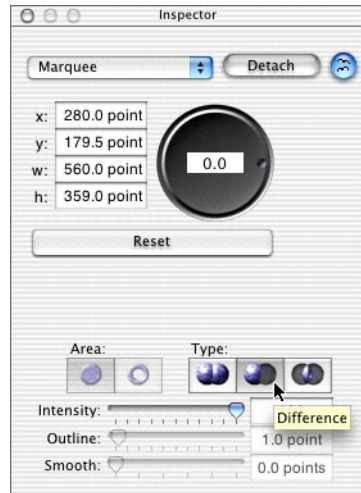 Inspector
Marquee
Detach
x: 280.0 point
y: 179.5 point
w: 560.0 point
h: 359.0 point
0.0
Reset
Area:
Type:
Intensity:
Difference
Outline: 1.0 point
Smooth: 0.0 points